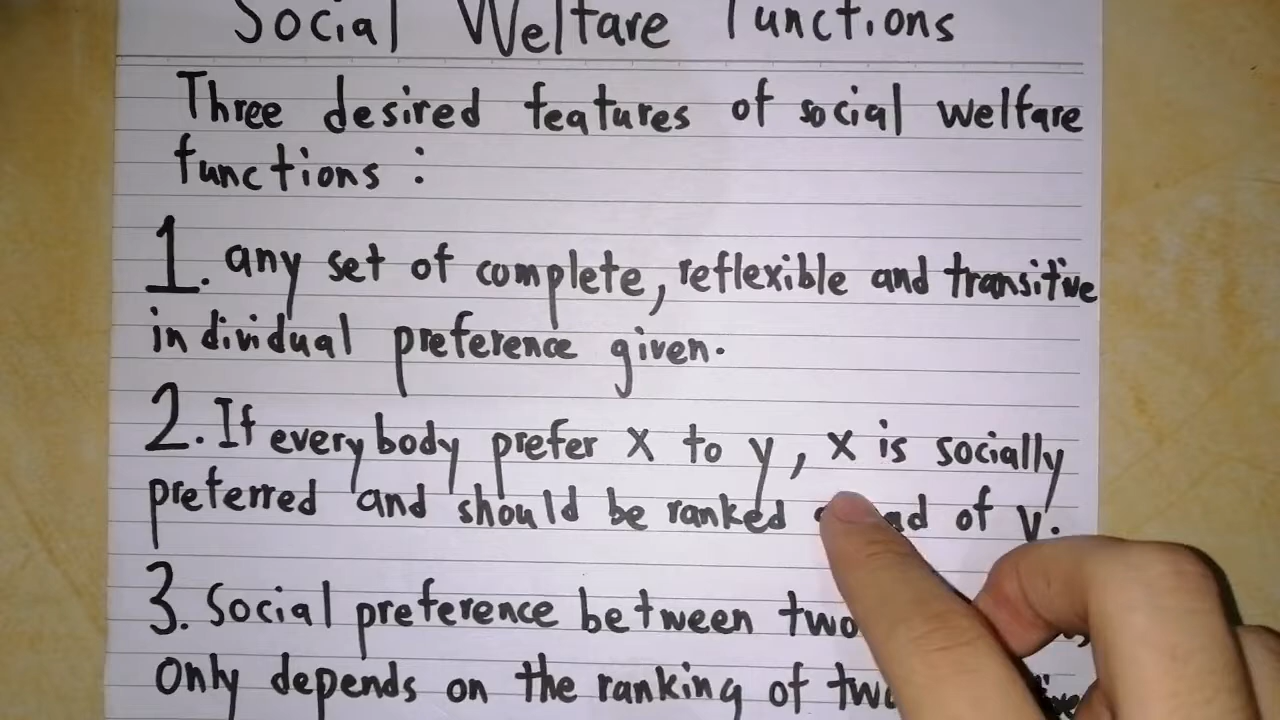 Social Welfare Functions
Three desired features of social welfare
functions :
1. any set of complete, reflexible and transitive
individual preference given.
2. If everybody prefer x to y, x is socially
preferred and should be ranked of y.
3. Social preference between two
only depends on the ranking of two